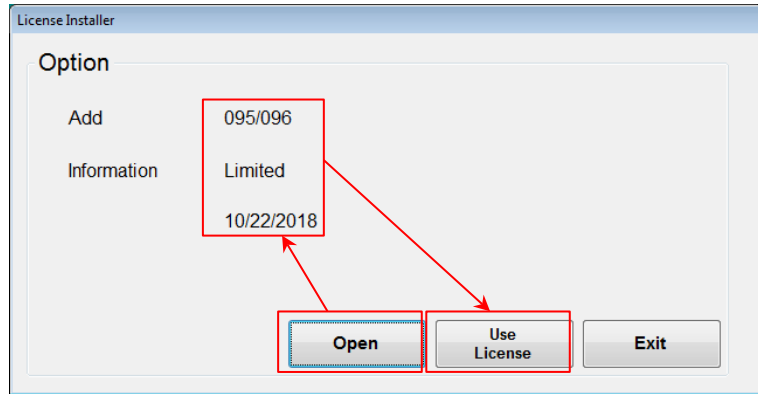 License Installer
Option
Add 095/096
Information Limited
10/22/2018
Open
Use
License
Exit